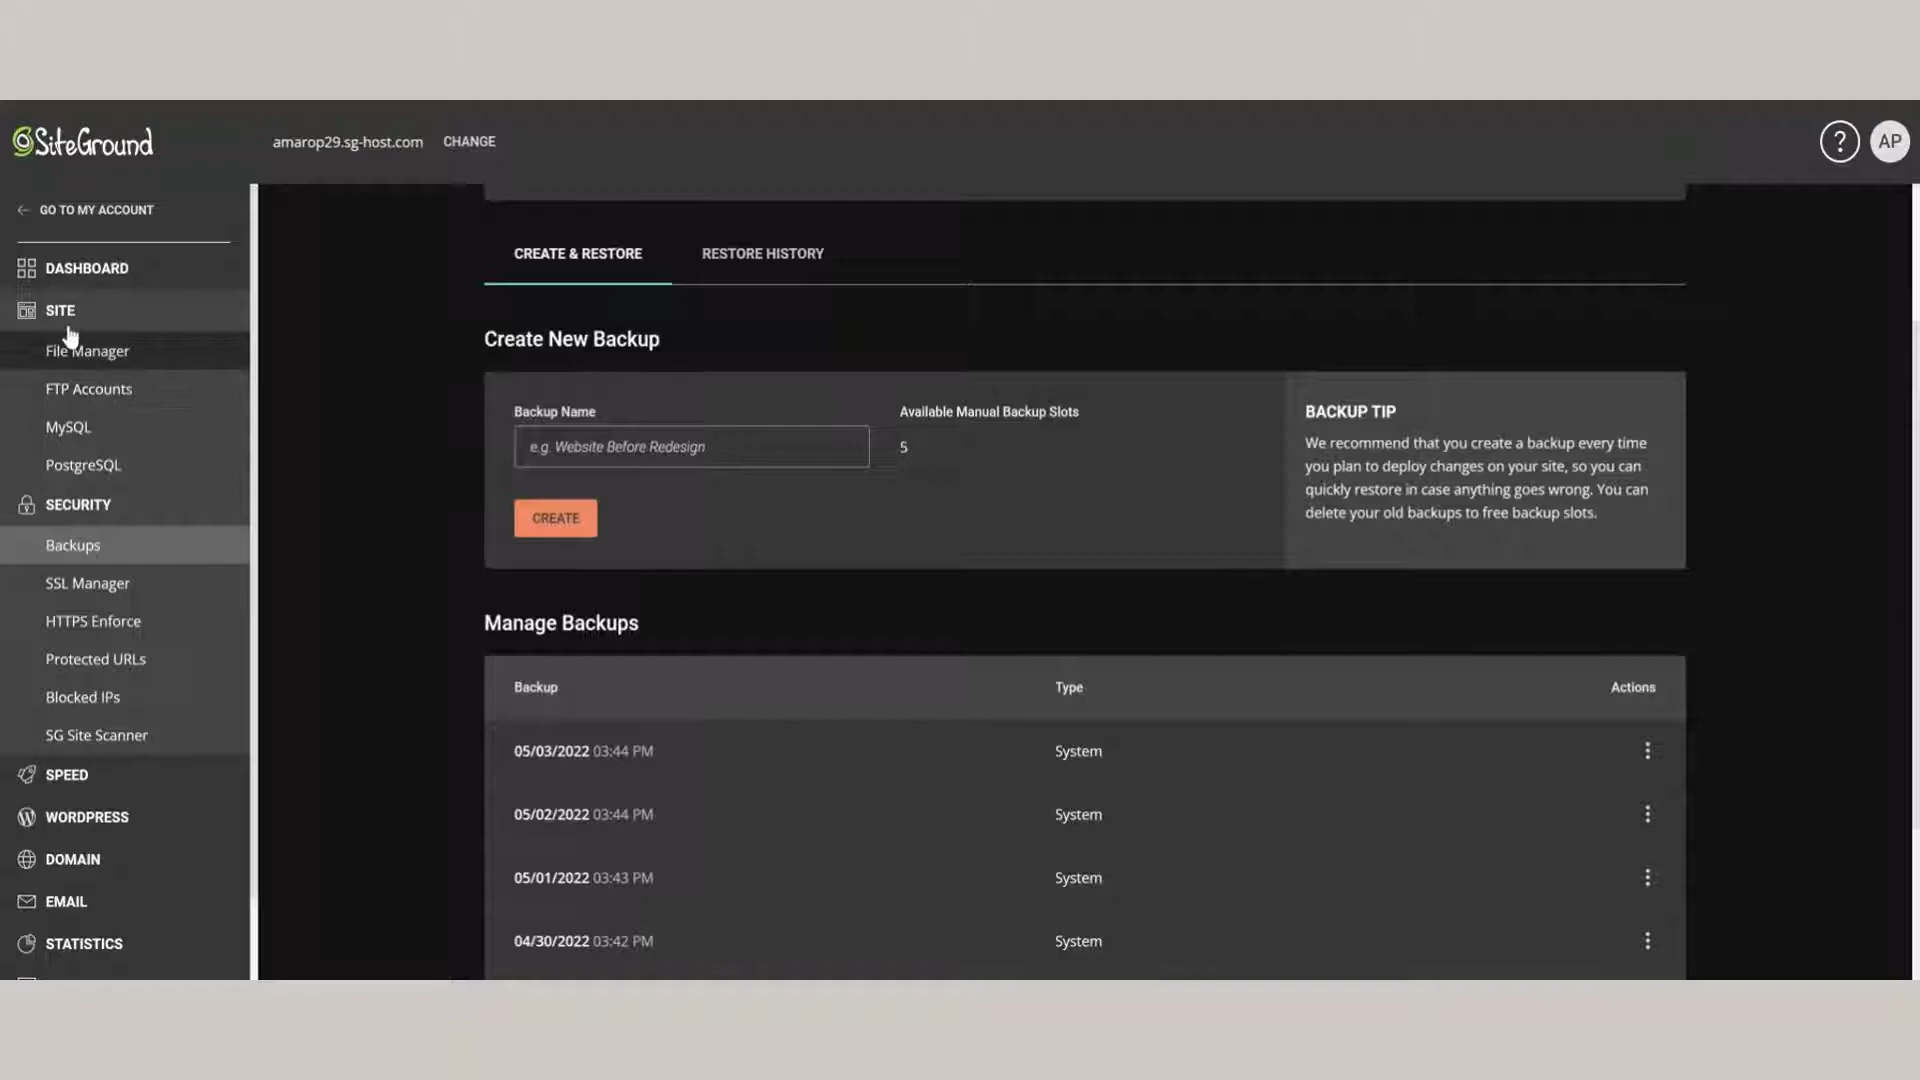 SiteGround
amarop29.sg-host.com CHANGE
?
AP
GO TO MY ACCOUNT
DASHBOARD
SITE
File Manager
FTP Accounts
MySQL
PostgreSQL
SECURITY
Backups
SSL Manager
HTTPS Enforce
Protected URLs
Blocked IPs
SG Site Scanner
SPEED
WORDPRESS
DOMAIN
EMAIL
STATISTICS
CREATE & RESTORE
RESTORE HISTORY
Create New Backup
Backup Name
e.g. Website Before Redesign
CREATE
Available Manual Backup Slots
5
BACKUP TIP
We recommend that you create a backup every time
you plan to deploy changes on your site, so you can
quickly restore in case anything goes wrong. You can
delete your old backups to free backup slots.
Manage Backups
Backup Type Actions
05/03/2022 03:44 PM System
05/02/2022 03:44 PM System
05/01/2022 03:43 PM System
04/30/2022 03:42 PM System